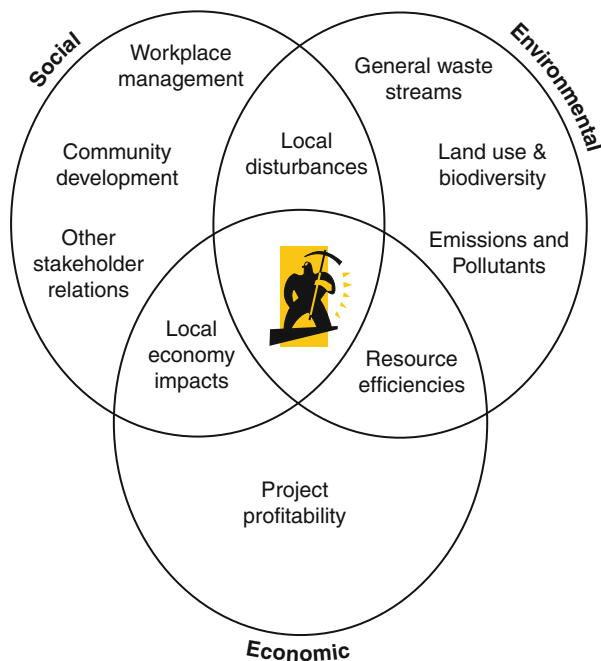 Social
Environmental
Workplace
management
General waste
streams
Local
disturbances
Community
development
Land use &
biodiversity
Other
stakeholder
relations
Emissions and
Pollutants
Local
economy
impacts
Resource
efficiencies
Project
profitability
Economic